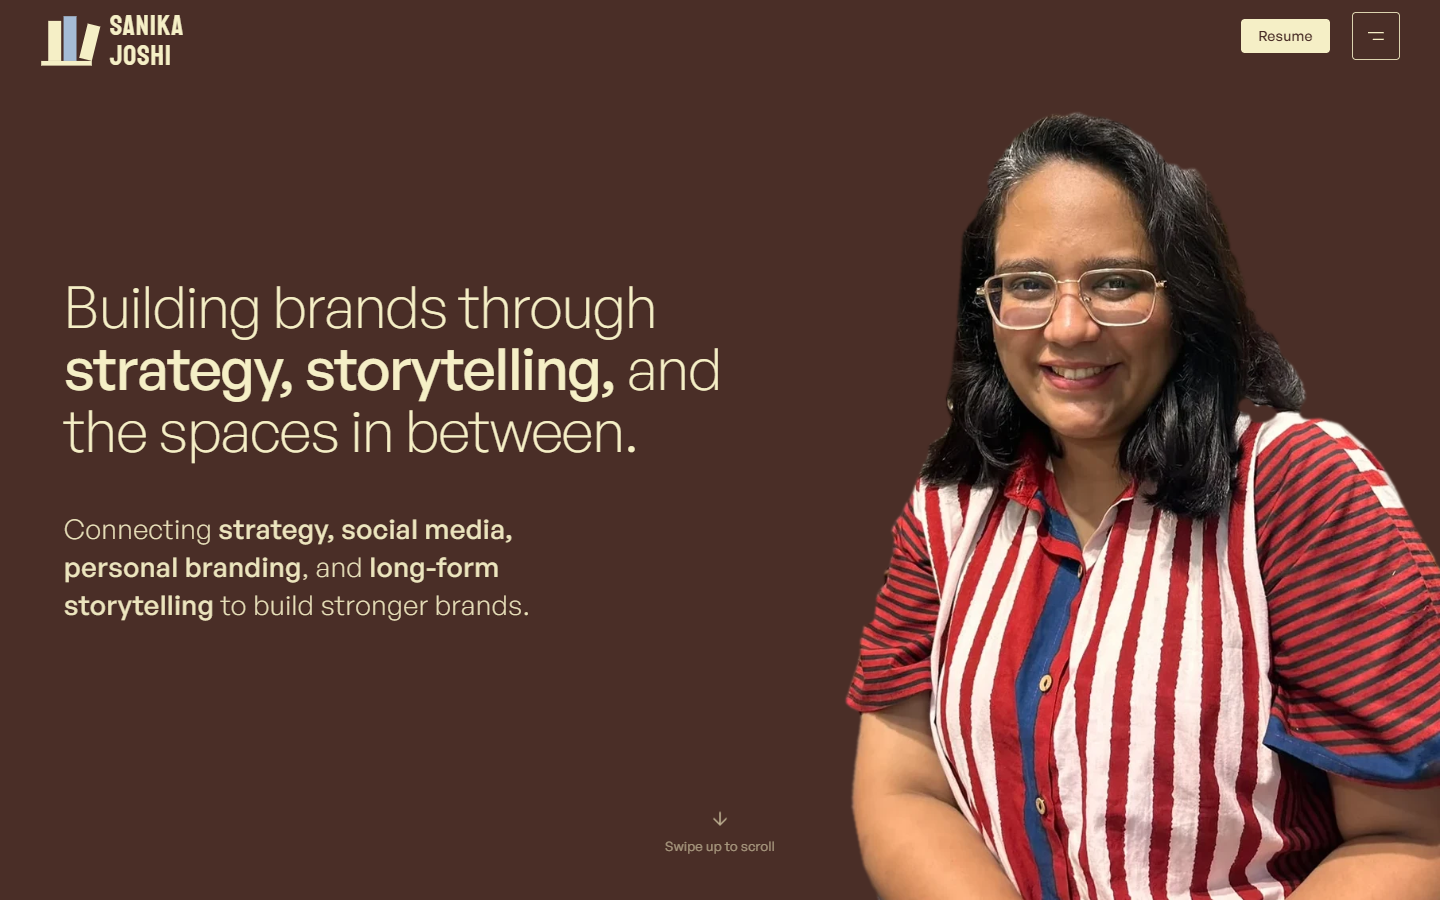 SANIKA
JOSHI
Resume
Building brands through
strategy, storytelling, and
the spaces in between.
Connecting strategy, social media,
personal branding, and long-form
storytelling to build stronger brands.
Swipe up to scroll